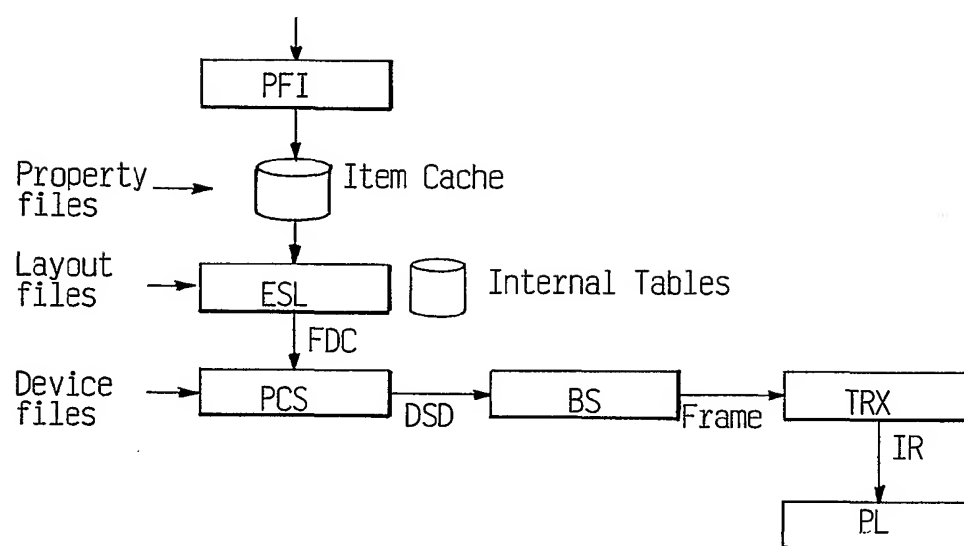 PFI
Property
files
Item Cache
Layout
files
ESL
Internal Tables
FDC
Device
files
PCS
DSD
BS
Frame
TRX
IR
PL